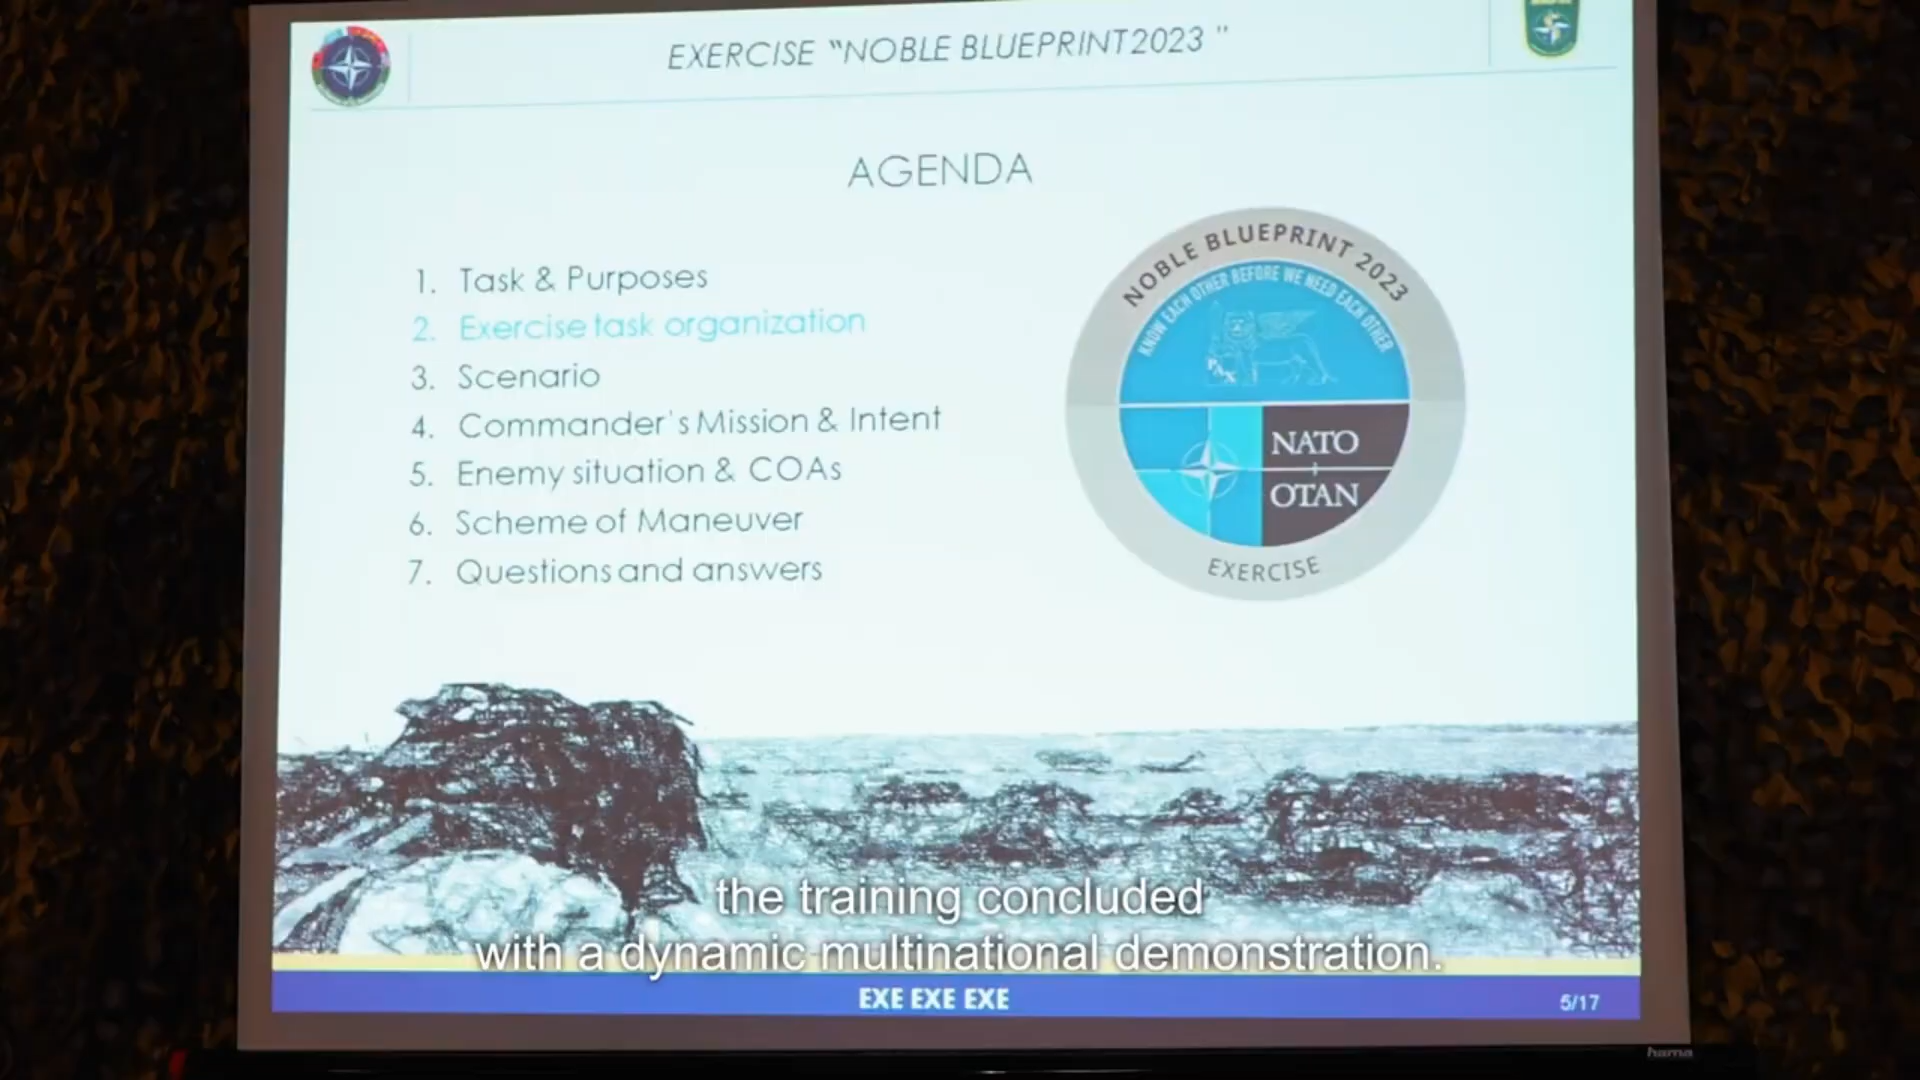 EXERCISE “NOBLE BLUEPRINT2023 ”
AGENDA
1. Task & Purposes
2. Exercise task organization
3. Scenario
4. Commander's Mission & Intent
5. Enemy situation & COAs
6. Scheme of Maneuver
7. Questions and answers
NOBLE BLUEPRINT 2023
KNOW EACH OTHER BEFORE WE NEED EACH OTHER
PAX
NATO
OTAN
EXERCISE
the training concluded
with a dynamic multinational demonstration.
EXE EXE EXE
5/17
hama